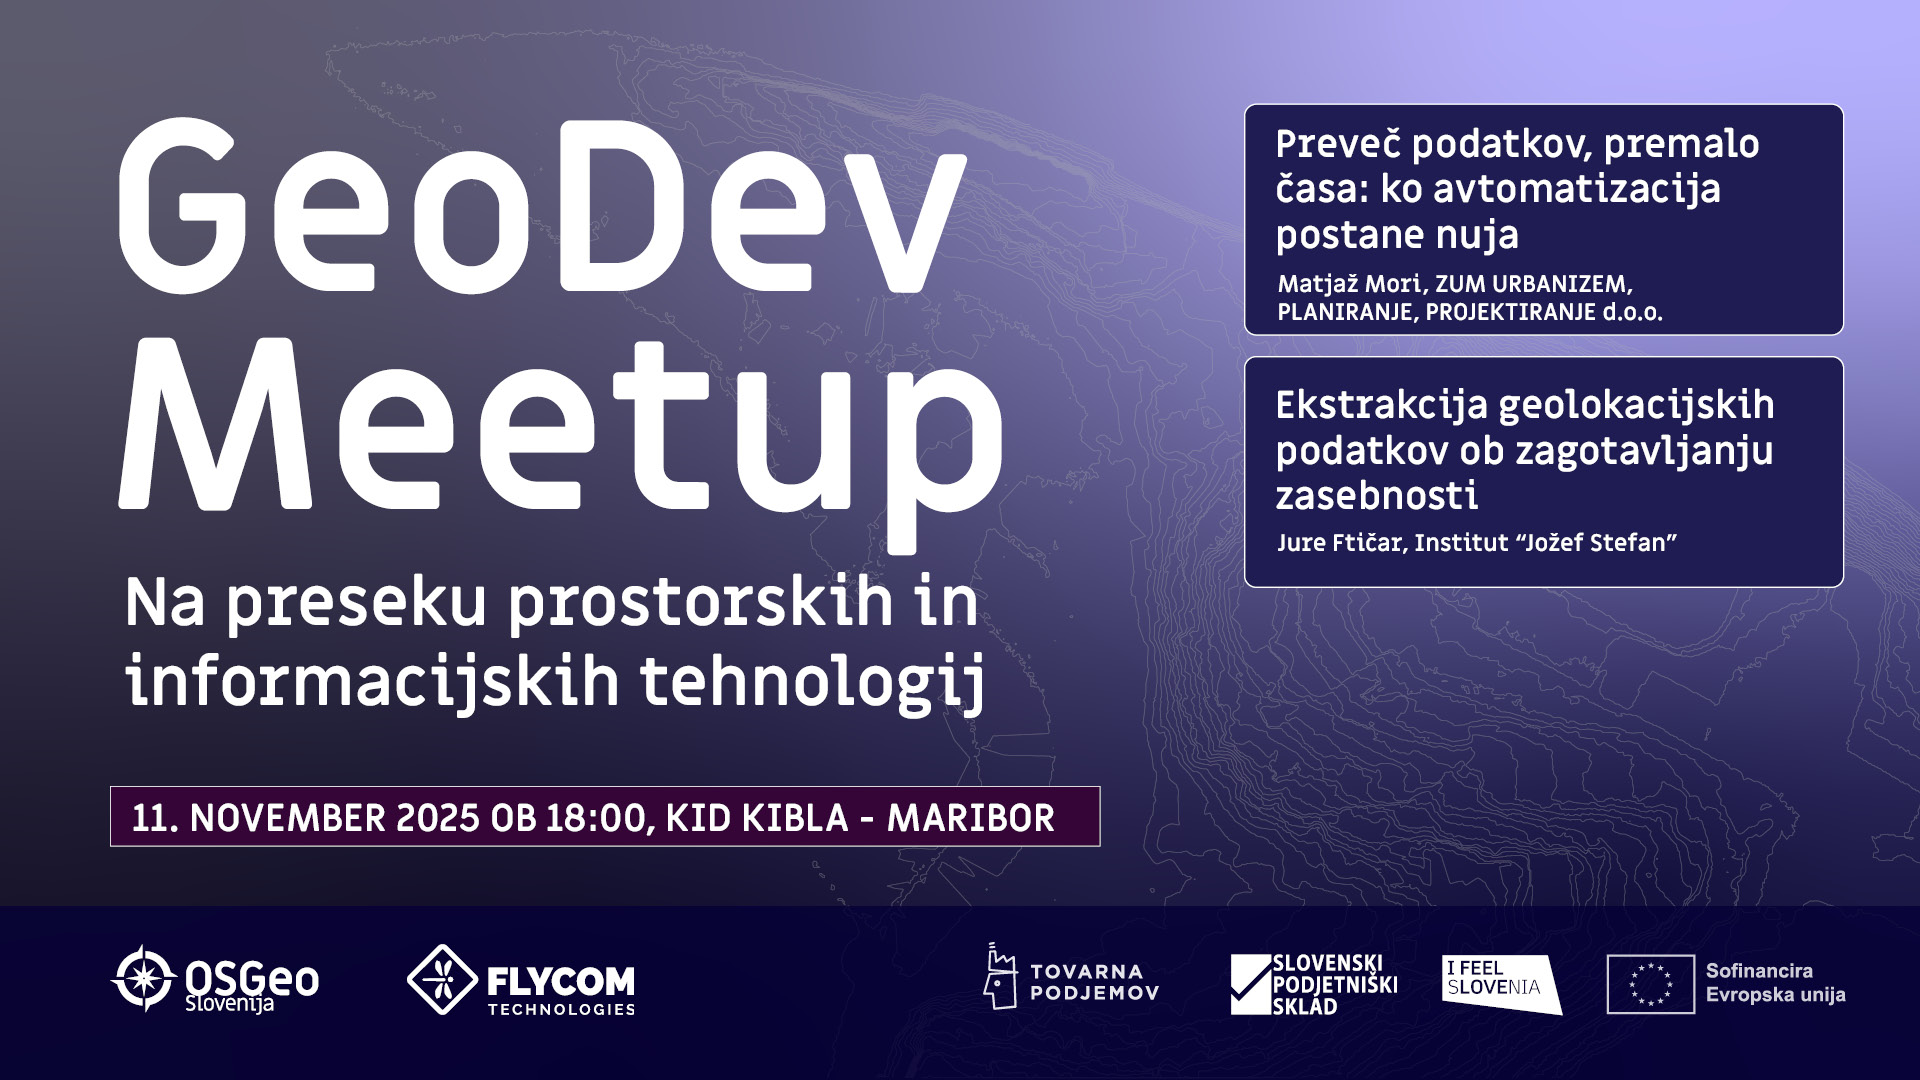 GeoDev
Meetup
Na preseku prostorskih in
informacijskih tehnologij
11. NOVEMBER 2025 OB 18:00, KID KIBLA - MARIBOR
Preveč podatkov, premalo
časa: ko avtomatizacija
postane nuja
Matjaž Mori, ZUM URBANIZEM,
PLANIRANJE, PROJEKTIRANJE d.o.o.
Ekstrakcija geolokacijskih
podatkov ob zagotavljanju
zasebnosti
Jure Ftičar, Institut “Jožef Stefan”
OSGeo
Slovenija
FLYCOM
TECHNOLOGIES
TOVARNA
PODJEMOV
SLOVENSKI
PODJETNIŠKI
SKLAD
I FEEL
SLOVENIA
Sofinancira
Evropska unija